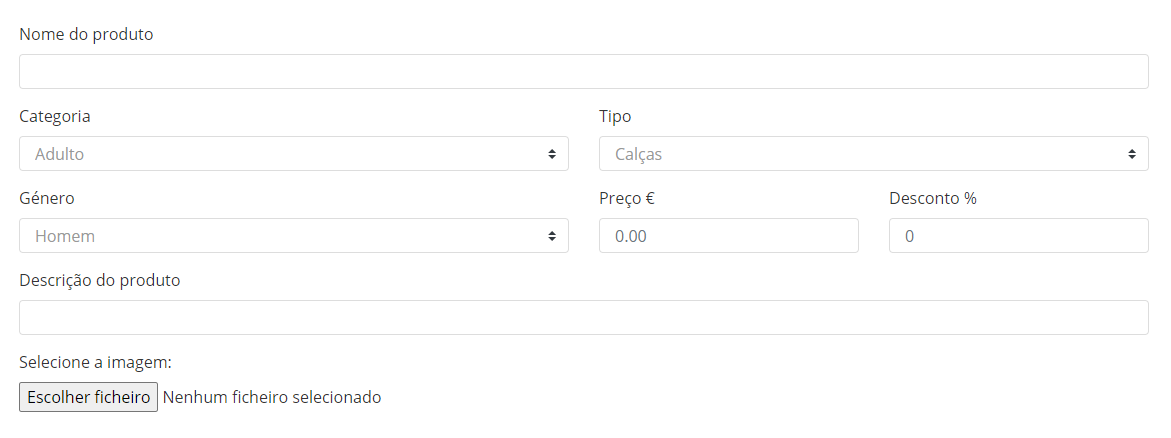 Nome do produto
Categoria
Tipo
Adulto
Calças
Género
Preço €
Desconto %
Homem
0.00
0
Descrição do produto
Selecione a imagem:
Escolher ficheiro Nenhum ficheiro selecionado